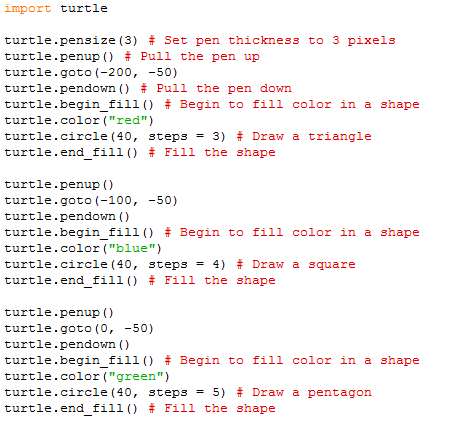 import turtle
turtle.pensize(3) # Set pen thickness to 3 pixels
turtle.penup() # Pull the pen up
turtle.goto(-200, -50)
turtle.pendown() # Pull the pen down
turtle.begin_fill() # Begin to fill color in a shape
turtle.color("red")
turtle.circle(40, steps = 3) # Draw a triangle
turtle.end_fill() # Fill the shape
turtle.penup()
turtle.goto(-100, -50)
turtle.pendown()
turtle.begin_fill() # Begin to fill color in a shape
turtle.color("blue")
turtle.circle(40, steps = 4) # Draw a square
turtle.end_fill() # Fill the shape
turtle.penup()
turtle.goto(0, -50)
turtle.pendown()
turtle.begin_fill() # Begin to fill color in a shape
turtle.color("green")
turtle.circle(40, steps = 5) # Draw a pentagon
turtle.end_fill() # Fill the shape